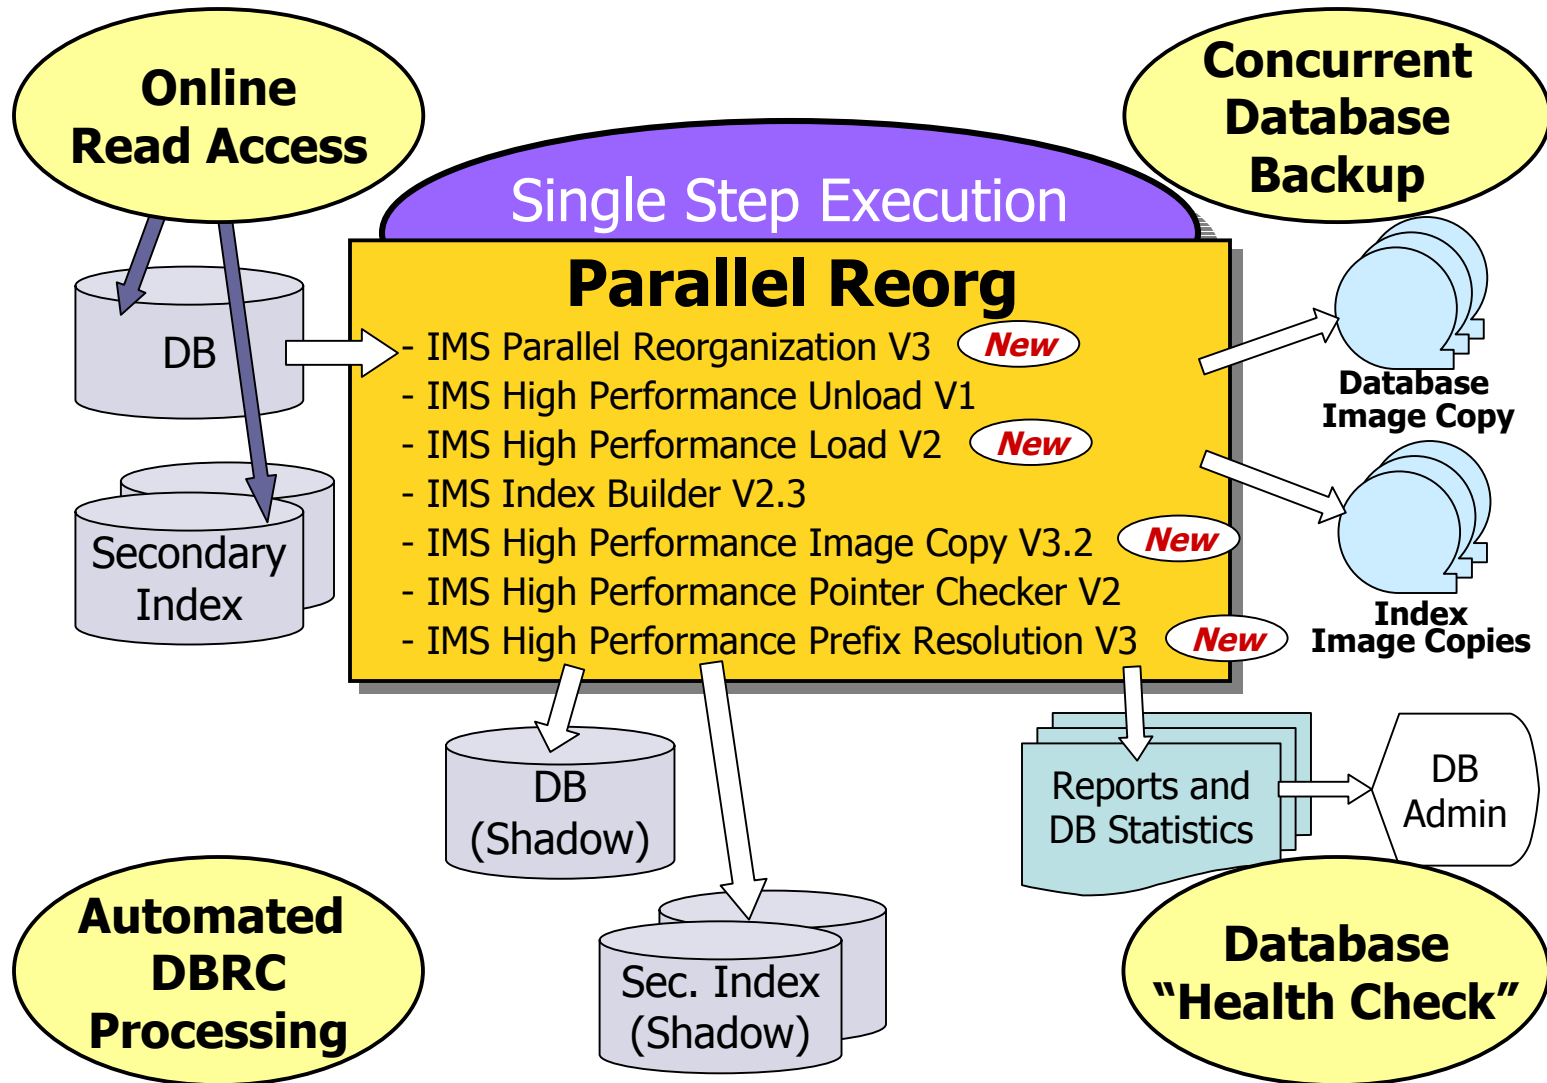 Online
Read Access
Concurrent
Database
Backup
Single Step Execution
Parallel Reorg
- IMS Parallel Reorganization V3 New
- IMS High Performance Unload V1
- IMS High Performance Load V2 New
- IMS Index Builder V2.3
- IMS High Performance Image Copy V3.2 New
- IMS High Performance Pointer Checker V2
- IMS High Performance Prefix Resolution V3 New
DB
Secondary
Index
Database
Image Copy
Index
Image Copies
DB
(Shadow)
Sec. Index
(Shadow)
Reports and
DB Statistics
DB
Admin
Automated
DBRC
Processing
Database
“Health Check”